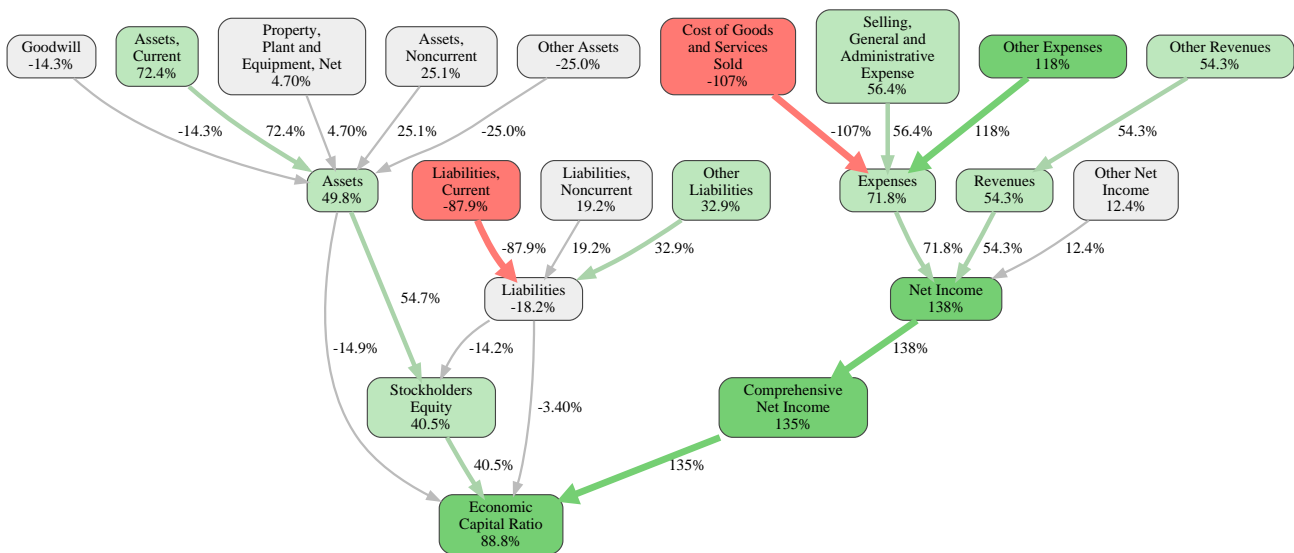 Goodwill
-14.3%
Assets,
Current
72.4%
Property,
Plant and
Equipment, Net
4.70%
Assets,
Noncurrent
25.1%
Other Assets
-25.0%
Cost of Goods
and Services
Sold
-107%
Selling,
General and
Administrative
Expense
56.4%
Other Expenses
118%
Other Revenues
54.3%
-14.3%
72.4%
4.70%
25.1%
-25.0%
-107%
56.4%
118%
54.3%
Assets
49.8%
Liabilities,
Current
-87.9%
Liabilities,
Noncurrent
19.2%
Other
Liabilities
32.9%
Expenses
71.8%
Revenues
54.3%
Other Net
Income
12.4%
-87.9%
19.2%
32.9%
71.8%
54.3%
12.4%
54.7%
Liabilities
-18.2%
Net Income
138%
-14.9%
-14.2%
138%
Stockholders
Equity
40.5%
-3.40%
Comprehensive
Net Income
135%
40.5%
135%
Economic
Capital Ratio
88.8%